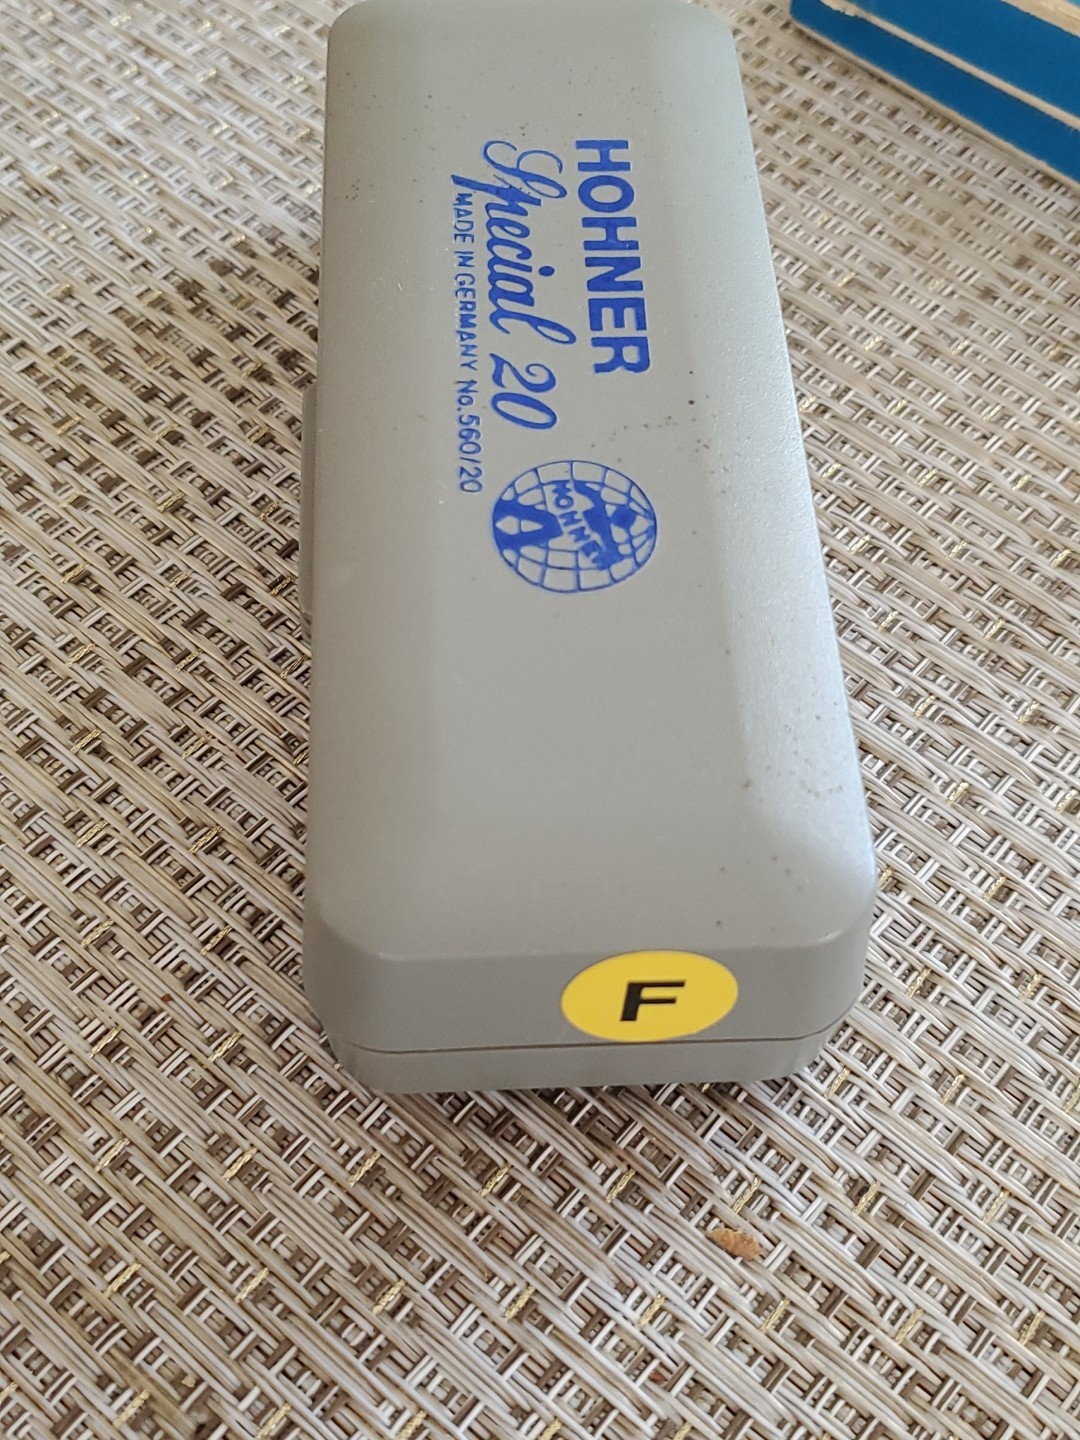 HOHNER
Special 20
MADE IN GERMANY No.560/20
HOHNER
F